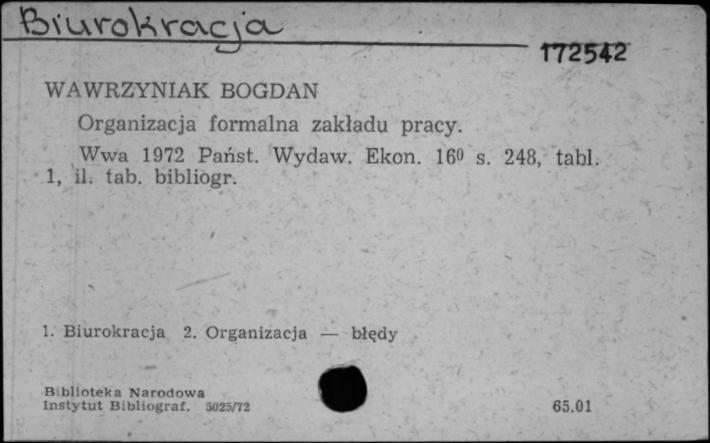 Biurokracja
172542
WAWRZYNIAK BOGDAN
Organizacja formalna zakładu pracy.
Wwa 1972 Państ. Wydaw. Ekon. 16⁰ s. 248, tabl.
1, il. tab. bibliogr.
1. Biurokracja 2. Organizacja — błędy
Biblioteka Narodowa
Instytut Bibliograf. 5025/72
65.01